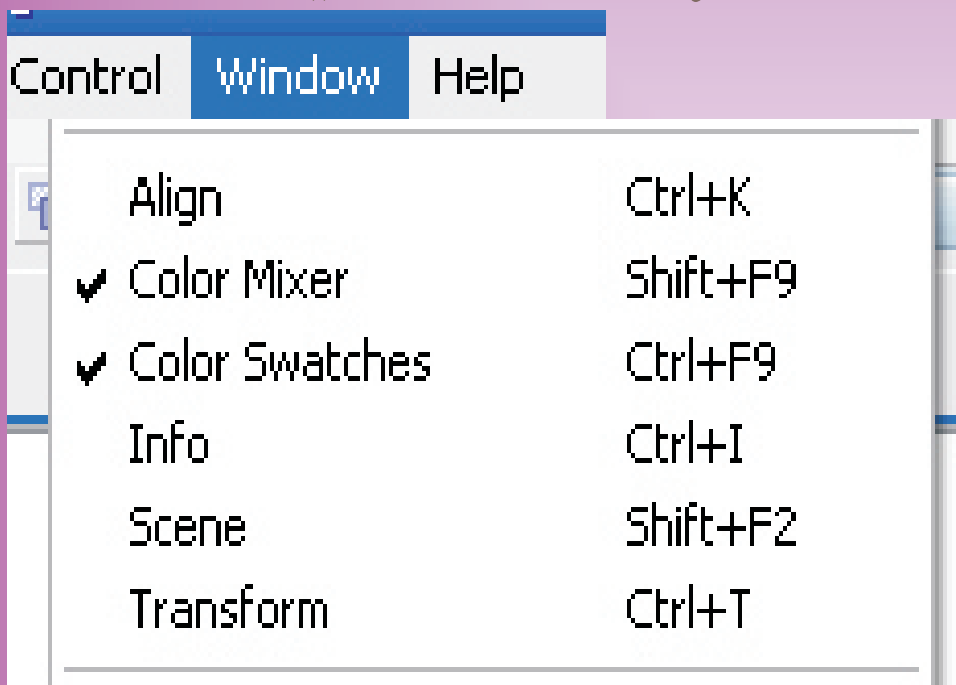 Control Window Help
Align Ctrl+K
Color Mixer Shift+F9
Color Swatches Ctrl+F9
Info Ctrl+I
Scene Shift+F2
Transform Ctrl+T